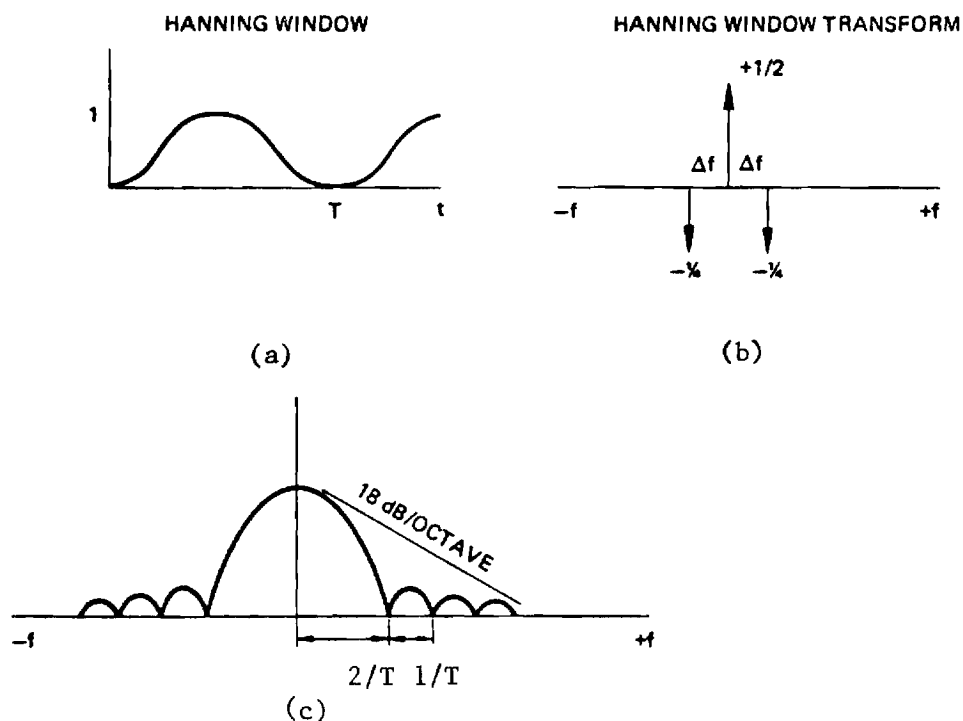 HANNING WINDOW
1
T
t
(a)
HANNING WINDOW TRANSFORM
+1/2
Δf Δf
−f +f
−¼ −¼
(b)
18 dB/OCTAVE
−f +f
2/T 1/T
(c)